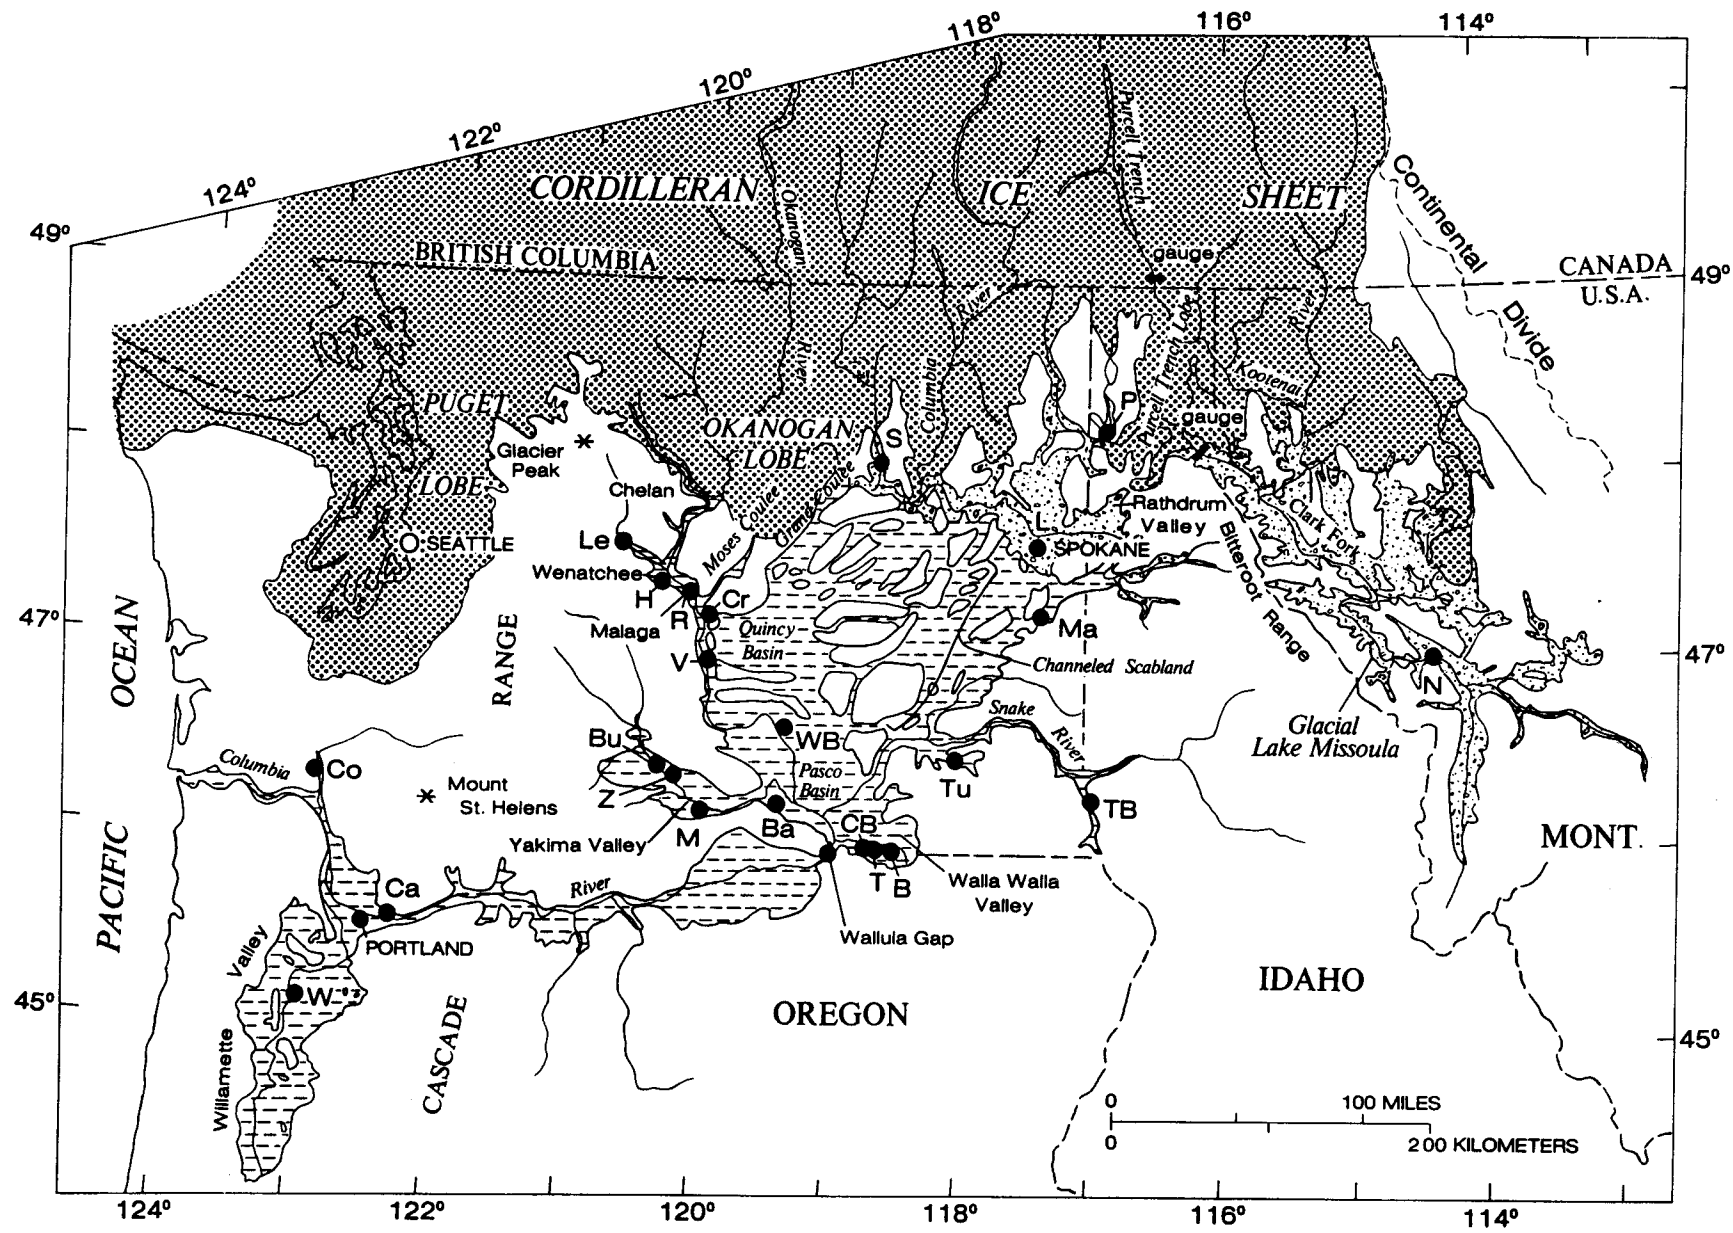 118°
116°
114°
120°
122°
124°
49°
CORDILLERAN
ICE
SHEET
Purcell Trench
Okanogan
Continental
Divide
BRITISH COLUMBIA
gauge
CANADA
49°
U.S.A.
River
River
River
Columbia
Purcell Trench Lobe
Kootenai
P
gauge
PUGET
LOBE
Glacier
Peak
OKANOGAN
LOBE
S
Chelan
Moses Coulee
Grand Coulee
Rathdrum
Valley
Clark Fork
L
SPOKANE
SEATTLE
Le
Wenatchee
H
R
Cr
Malaga
V
Quincy
Basin
Ma
Channeled Scabland
Bitterroot Range
47°
47°
N
Glacial
Lake Missoula
PACIFIC OCEAN
CASCADE RANGE
Snake
River
WB
Bu
Z
M
Pasco
Basin
Tu
TB
Columbia
Co
Mount
St. Helens
Yakima Valley
Ba
CB
T
B
Walla Walla
Valley
MONT.
Ca
River
Wallula Gap
PORTLAND
Willamette Valley
W
45°
45°
OREGON
IDAHO
0 100 MILES
0 200 KILOMETERS
124°
122°
120°
118°
116°
114°